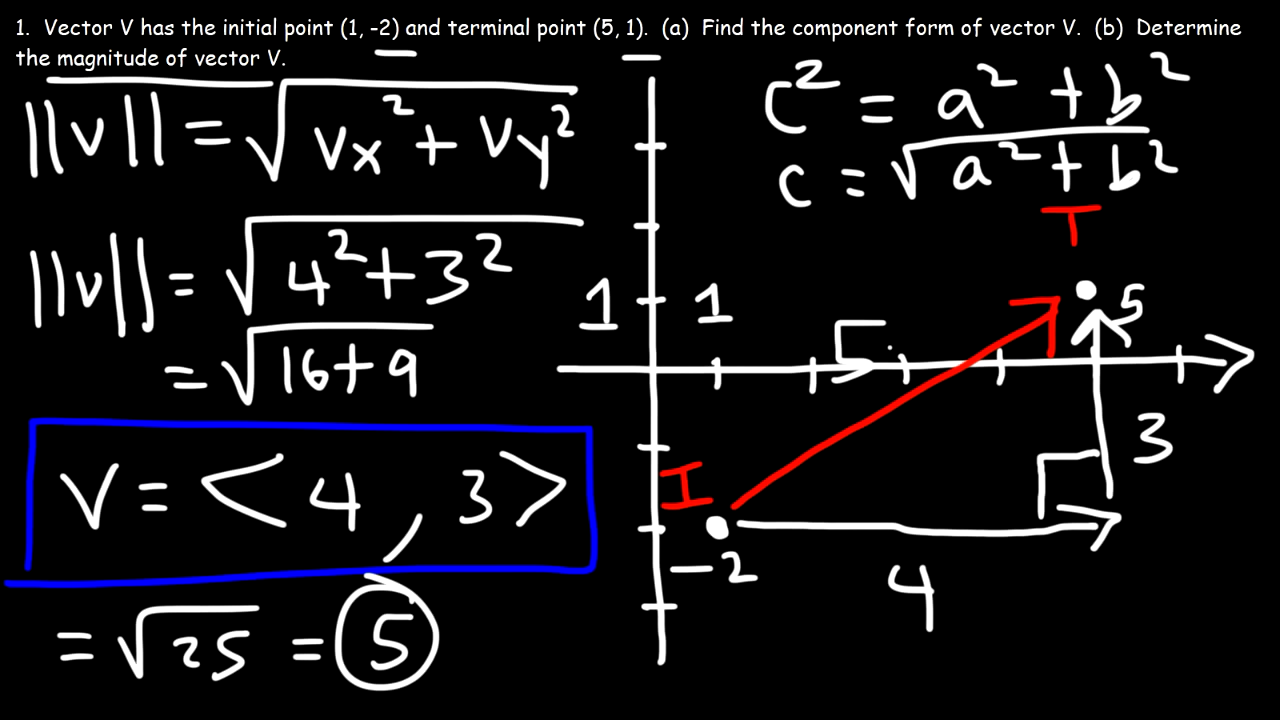 1. Vector V has the initial point (1, -2) and terminal point (5, 1). (a) Find the component form of vector V. (b) Determine
the magnitude of vector V.
||v|| = √(Vx² + Vy²)
||v|| = √(4² + 3²)
= √(16+9)
V = <4, 3>
= √25 = 5
c² = a² + b²
c = √(a² + b²)
T
1 1
5
5
3
I
-2
4